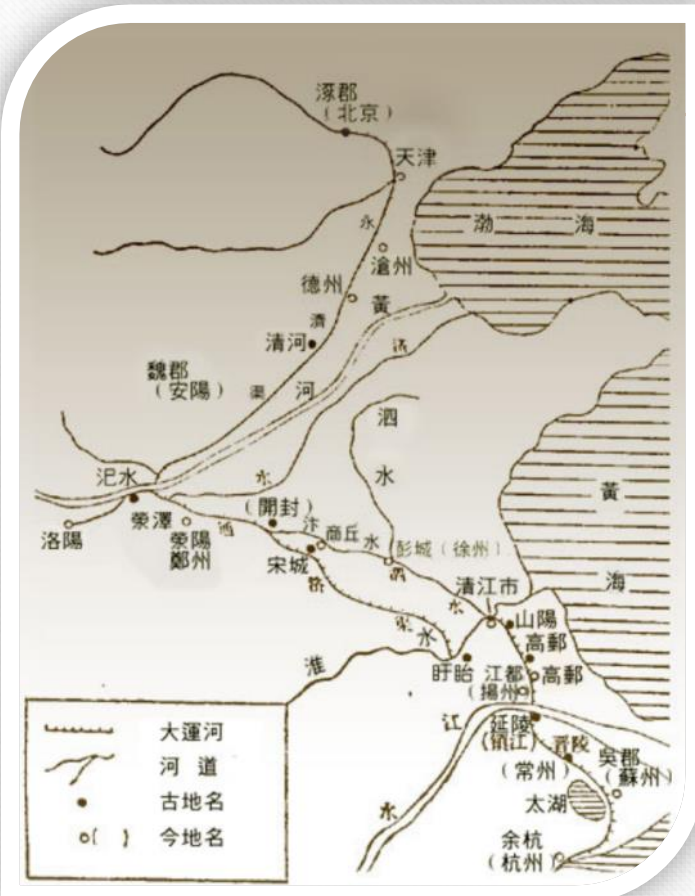 涿郡
（北京）
天津
永
渤 海
滄州
德州
黃
濟
濟
清河
魏郡
（安陽）
渠
河
泗
水
汜水
水
黃
海
（開封）
洛陽
滎澤
滎陽
鄭州
通
汴
商丘
水
彭城（徐州）
宋城
濟
泗
渠
水
水
清江市
山陽
高郵
高郵
淮
盱眙
江都
（揚州）
江
水
延陵
（鎮江）
晋陵
（常州）
吳郡
（蘇州）
太湖
余杭
（杭州）
大運河
河 道
古地名
今地名